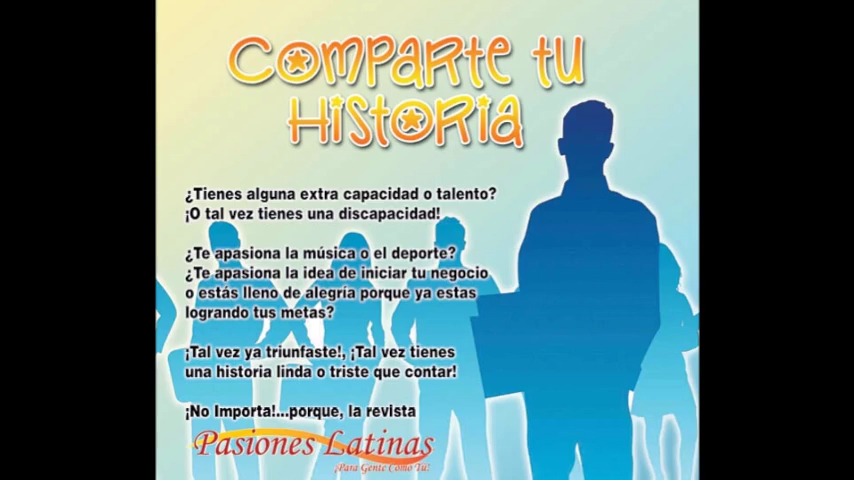 Comparte tu
Historia
¿Tienes alguna extra capacidad o talento?
¡O tal vez tienes una discapacidad!
¿Te apasiona la música o el deporte?
¿Te apasiona la idea de iniciar tu negocio
o estás lleno de alegría porque ya estas
logrando tus metas?
¡Tal vez ya triunfaste!, ¡Tal vez tienes
una historia linda o triste que contar!
¡No Importa!...porque, la revista
Pasiones Latinas
¡Para Gente Como Tú!